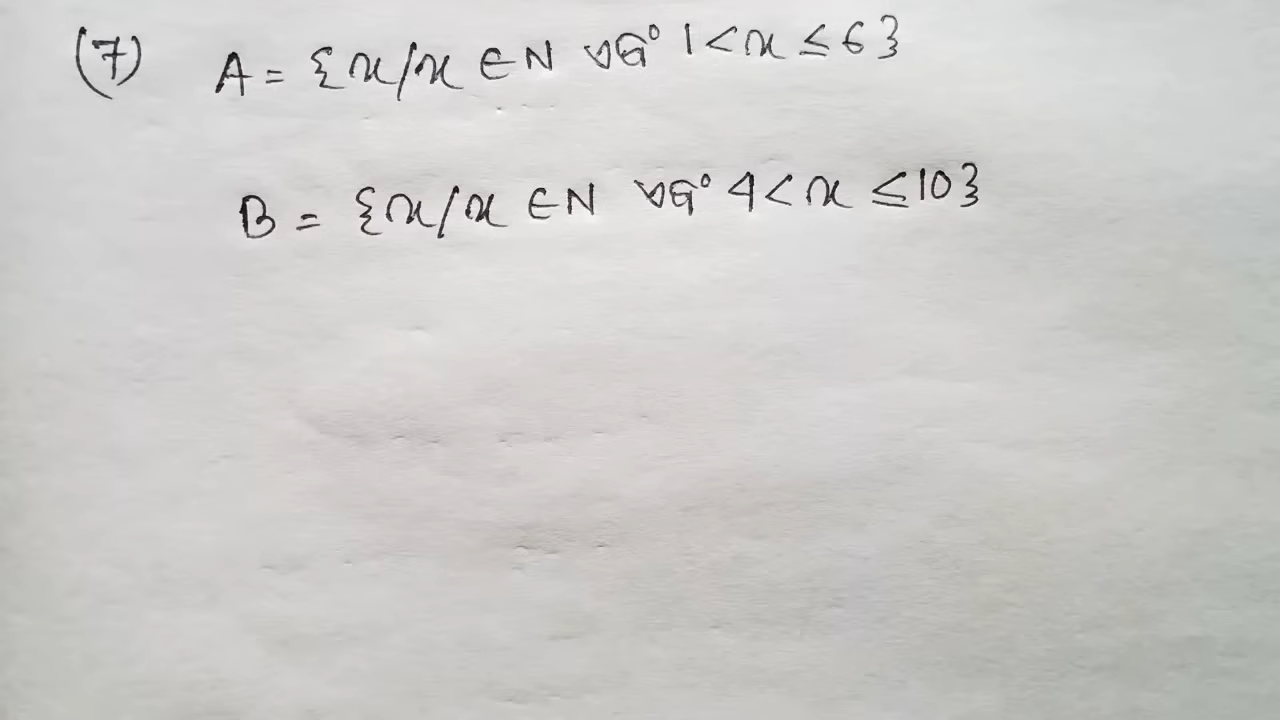 (7) A = {x/x ∈ N ଏବଂ 1 < x ≤ 6}
B = {x/x ∈ N ଏବଂ 4 < x ≤ 10}